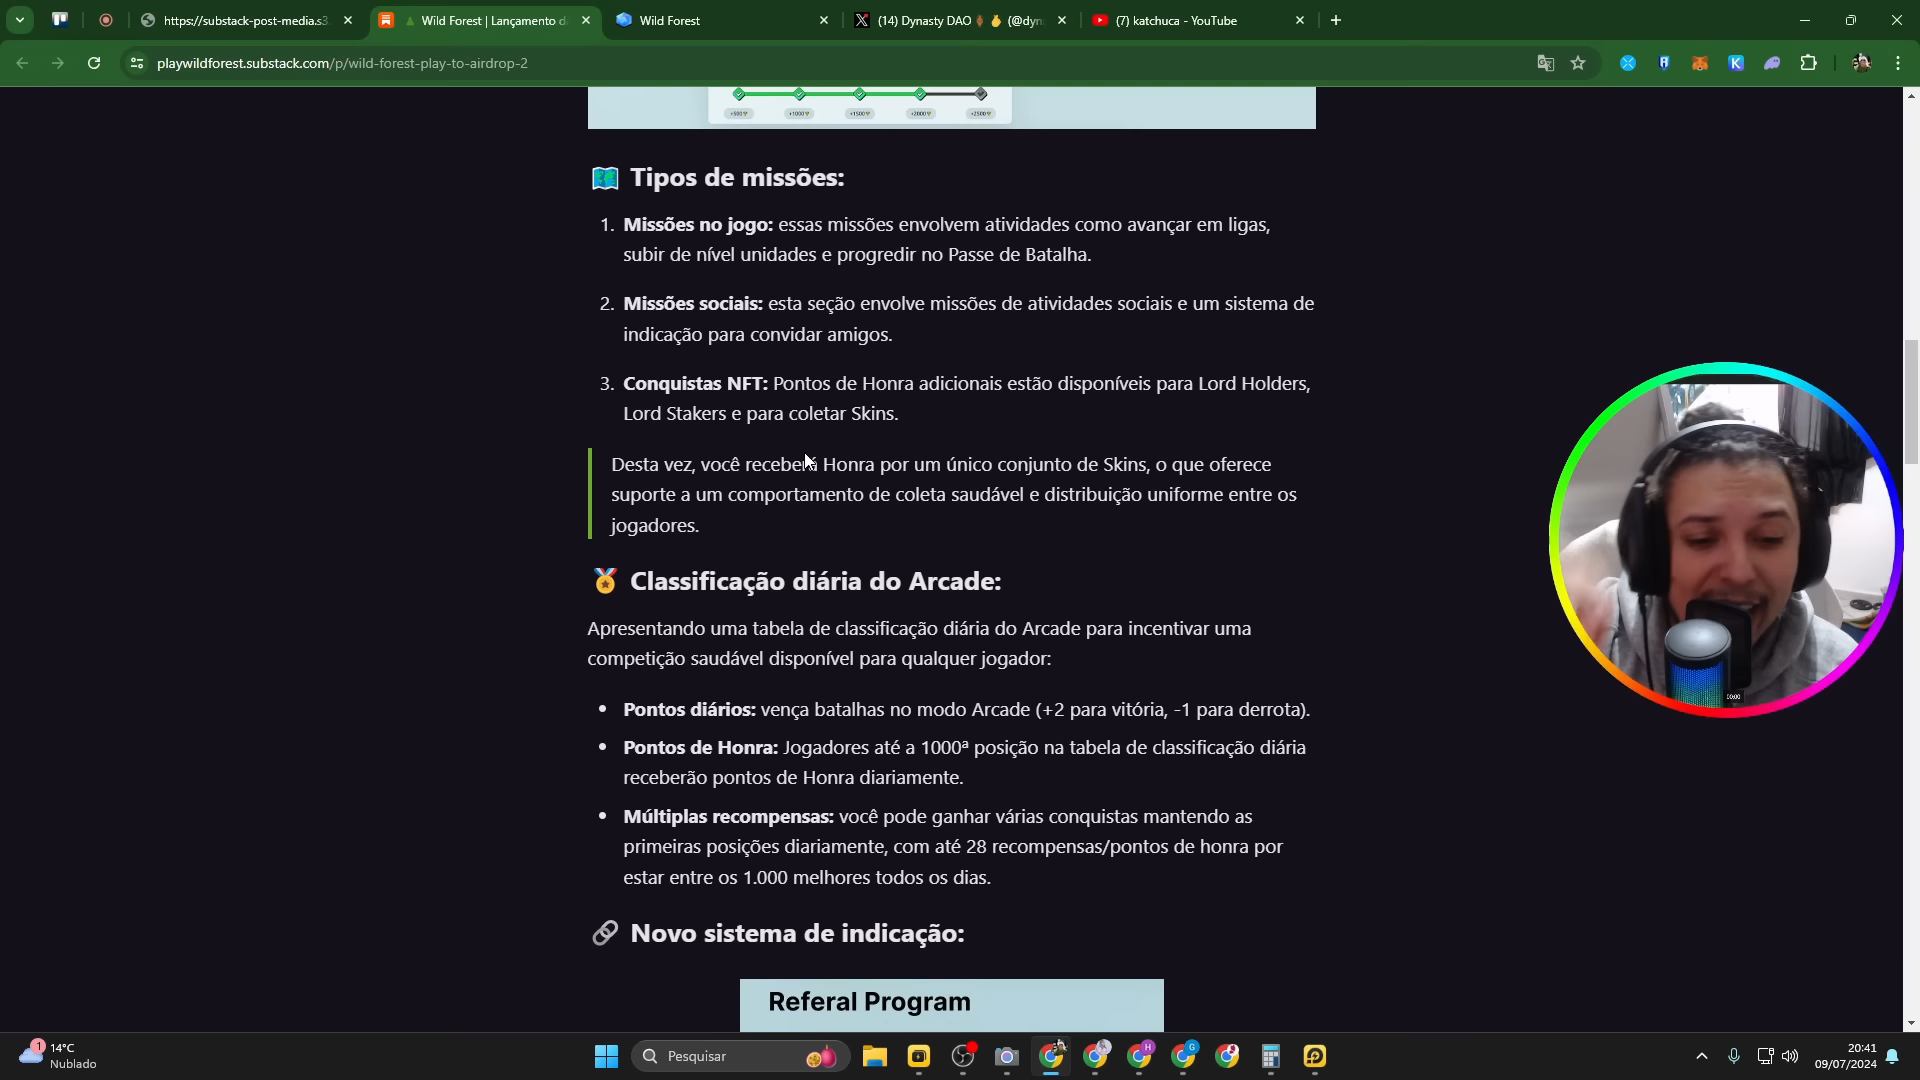 https://substack-post-media.s3.
Wild Forest | Lançamento d
Wild Forest
(14) Dynasty DAO
(@dyn
(7) katchuca - YouTube
playwildforest.substack.com/p/wild-forest-play-to-airdrop-2
+500
+1000
+1500
+2000
+2500
Tipos de missões:
1. Missões no jogo: essas missões envolvem atividades como avançar em ligas,
subir de nível unidades e progredir no Passe de Batalha.
2. Missões sociais: esta seção envolve missões de atividades sociais e um sistema de
indicação para convidar amigos.
3. Conquistas NFT: Pontos de Honra adicionais estão disponíveis para Lord Holders,
Lord Stakers e para coletar Skins.
Desta vez, você receberá Honra por um único conjunto de Skins, o que oferece
suporte a um comportamento de coleta saudável e distribuição uniforme entre os
jogadores.
Classificação diária do Arcade:
Apresentando uma tabela de classificação diária do Arcade para incentivar uma
competição saudável disponível para qualquer jogador:
• Pontos diários: vença batalhas no modo Arcade (+2 para vitória, -1 para derrota).
• Pontos de Honra: Jogadores até a 1000ª posição na tabela de classificação diária
receberão pontos de Honra diariamente.
• Múltiplas recompensas: você pode ganhar várias conquistas mantendo as
primeiras posições diariamente, com até 28 recompensas/pontos de honra por
estar entre os 1.000 melhores todos os dias.
Novo sistema de indicação:
Referal Program
00:00
1
14°C
Nublado
Pesquisar
20:41
09/07/2024